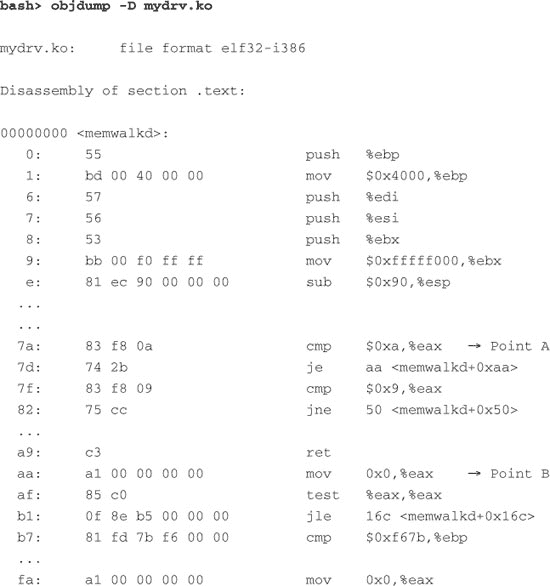 bash> objdump -D mydrv.ko
mydrv.ko:     file format elf32-i386
Disassembly of section .text:
00000000 <memwalkd>:
0:     55                        push   %ebp
1:     bd 00 40 00 00            mov    $0x4000,%ebp
6:     57                        push   %edi
7:     56                        push   %esi
8:     53                        push   %ebx
9:     bb 00 f0 ff ff            mov    $0xfffff000,%ebx
e:     81 ec 90 00 00 00         sub    $0x90,%esp
...
...
7a:    83 f8 0a                  cmp    $0xa,%eax   → Point A
7d:    74 2b                     je     aa <memwalkd+0xaa>
7f:    83 f8 09                  cmp    $0x9,%eax
82:    75 cc                     jne    50 <memwalkd+0x50>
...
a9:    c3                        ret
aa:    a1 00 00 00 00            mov    0x0,%eax    → Point B
af:    85 c0                     test   %eax,%eax
b1:    0f 8e b5 00 00 00         jle    16c <memwalkd+0x16c>
b7:    81 fd 7b f6 00 00         cmp    $0xf67b,%ebp
...
fa:    a1 00 00 00 00            mov    0x0,%eax